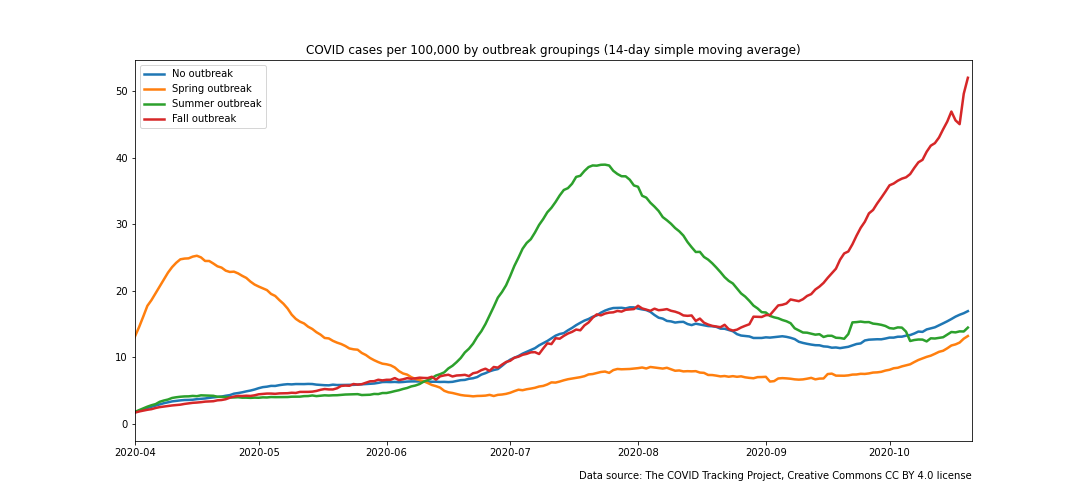 COVID cases per 100,000 by outbreak groupings (14-day simple moving average)
No outbreak
Spring outbreak
Summer outbreak
Fall outbreak
50
40
30
20
10
0
2020-04 2020-05 2020-06 2020-07 2020-08 2020-09 2020-10
Data source: The COVID Tracking Project, Creative Commons CC BY 4.0 license